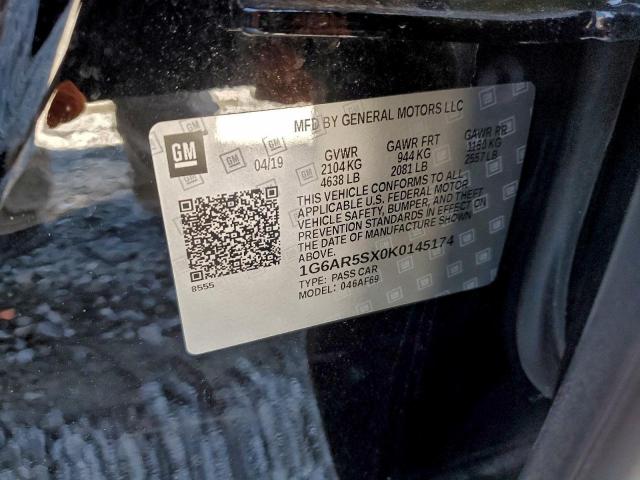 MFD BY GENERAL MOTORS LLC
GM
04/19
GVWR GAWR FRT GAWR RR
2104 KG 944 KG 1160 KG
4638 LB 2081 LB 2557 LB
THIS VEHICLE CONFORMS TO ALL
APPLICABLE U.S. FEDERAL MOTOR
VEHICLE SAFETY, BUMPER, AND THEFT
PREVENTION STANDARDS IN EFFECT ON
THE DATE OF MANUFACTURE SHOWN
ABOVE.
1G6AR5SX0K0145174
TYPE: PASS CAR
MODEL: 046AF69
8555